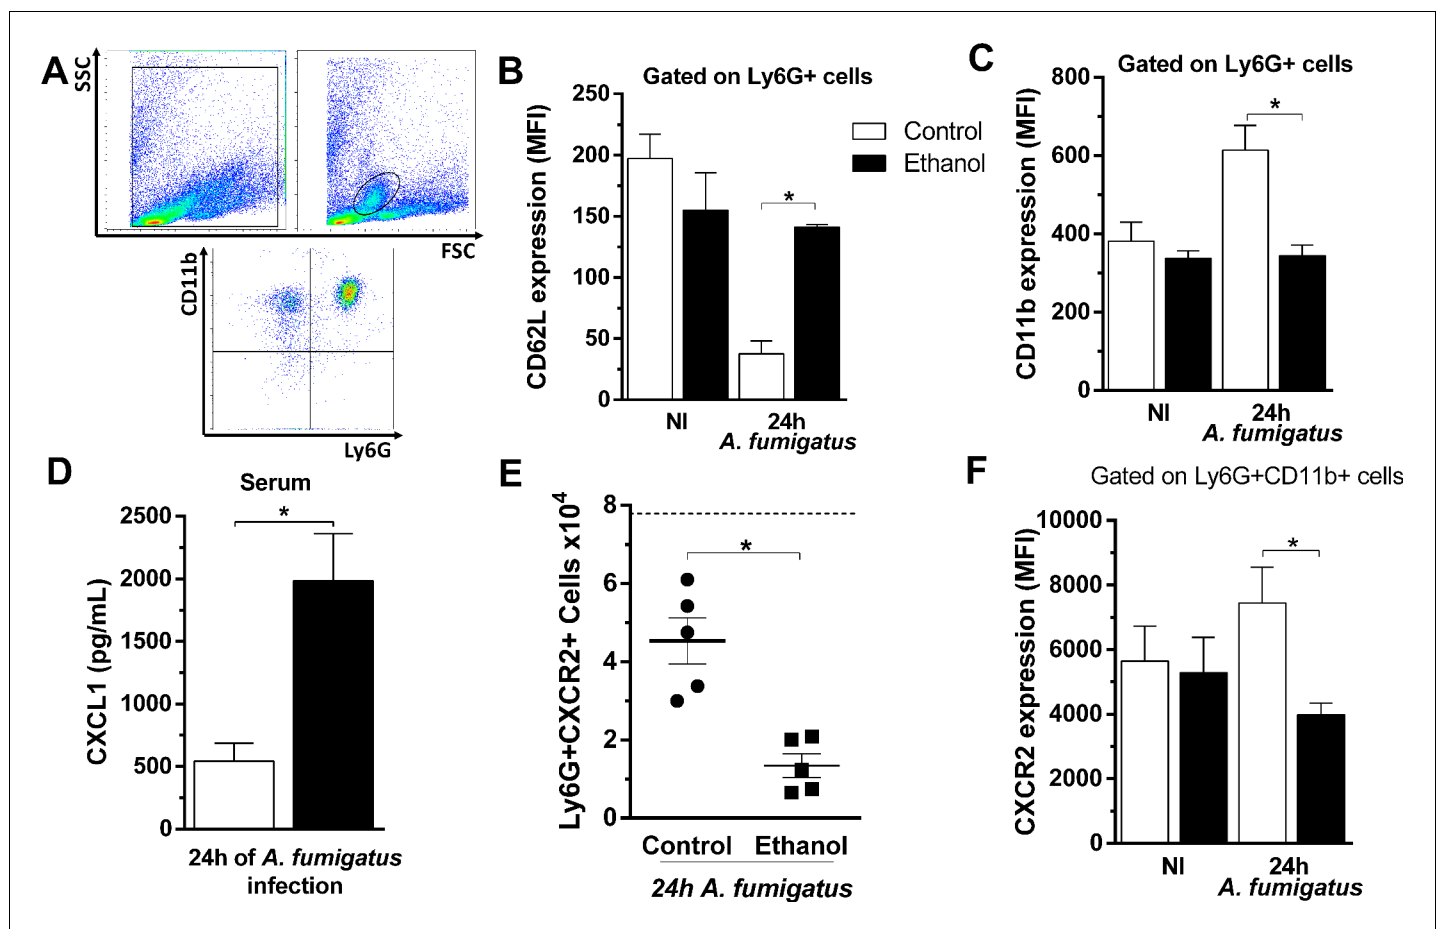 A
SSC
FSC
CD11b
Ly6G
B
Gated on Ly6G+ cells
CD62L expression (MFI)
250
200
150
100
50
0
*
NI
24h
A. fumigatus
Control
Ethanol
C
Gated on Ly6G+ cells
CD11b expression (MFI)
800
600
400
200
0
*
NI
24h
A. fumigatus
D
Serum
CXCL1 (pg/mL)
2500
2000
1500
1000
500
0
*
24h of A. fumigatus
infection
E
Ly6G+CXCR2+ Cells x10⁴
8
6
4
2
0
*
Control
Ethanol
24h A. fumigatus
F
Gated on Ly6G+CD11b+ cells
CXCR2 expression (MFI)
10000
8000
6000
4000
2000
0
*
NI
24h
A. fumigatus